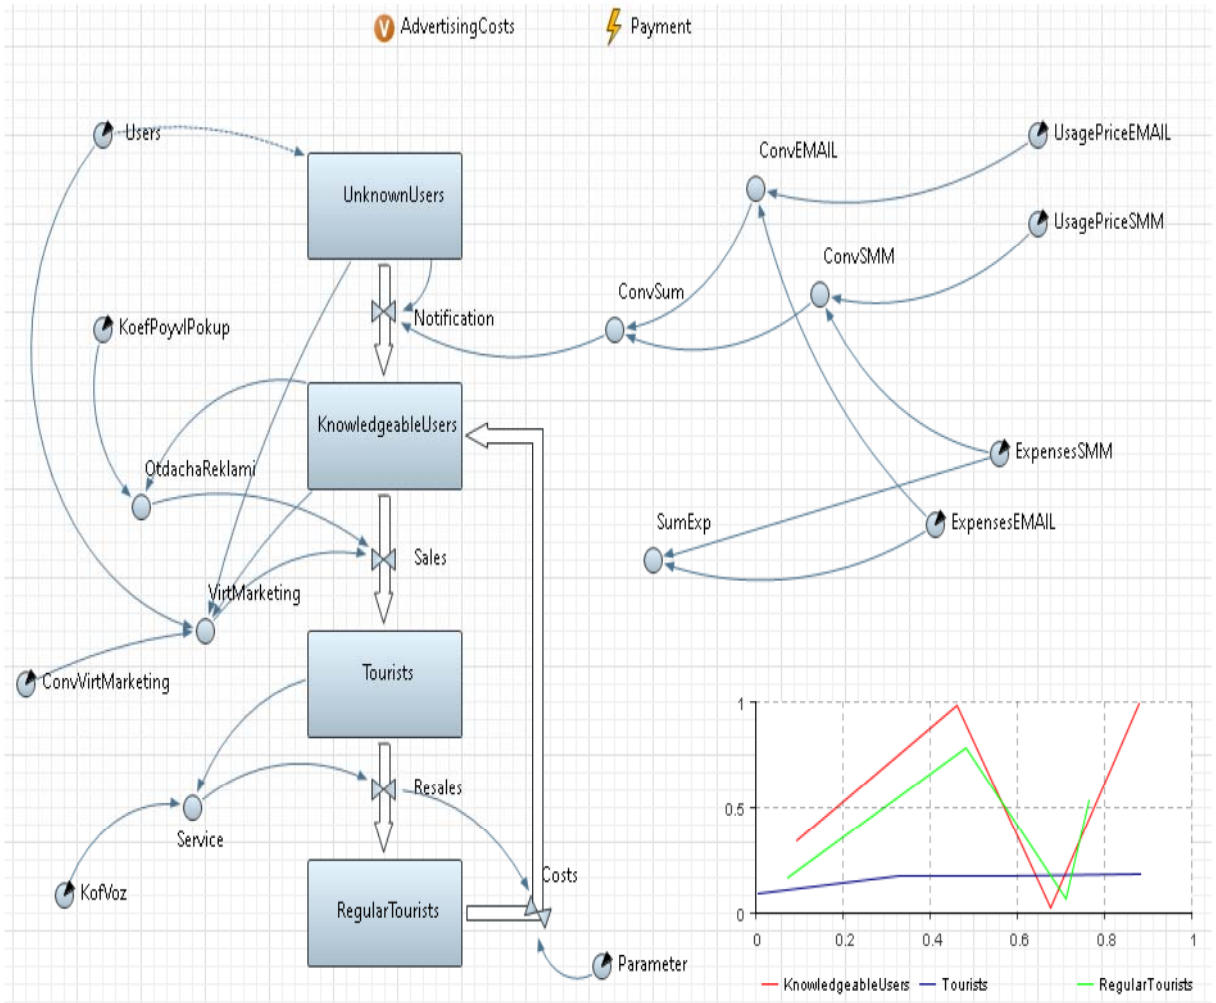 V AdvertisingCosts
Payment
Users
UsagePriceEMAIL
ConvEMAIL
UnknownUsers
UsagePriceSMM
ConvSMM
ConvSum
KoefPoyvlPokup
Notification
KnowledgeableUsers
ExpensesSMM
OtdachaReklami
SumExp
ExpensesEMAIL
Sales
VirtMarketing
Tourists
ConvVirtMarketing
Resales
Service
Costs
KofVoz
RegularTourists
Parameter
1
0.5
0
0 0.2 0.4 0.6 0.8 1
KnowledgeableUsers Tourists RegularTourists